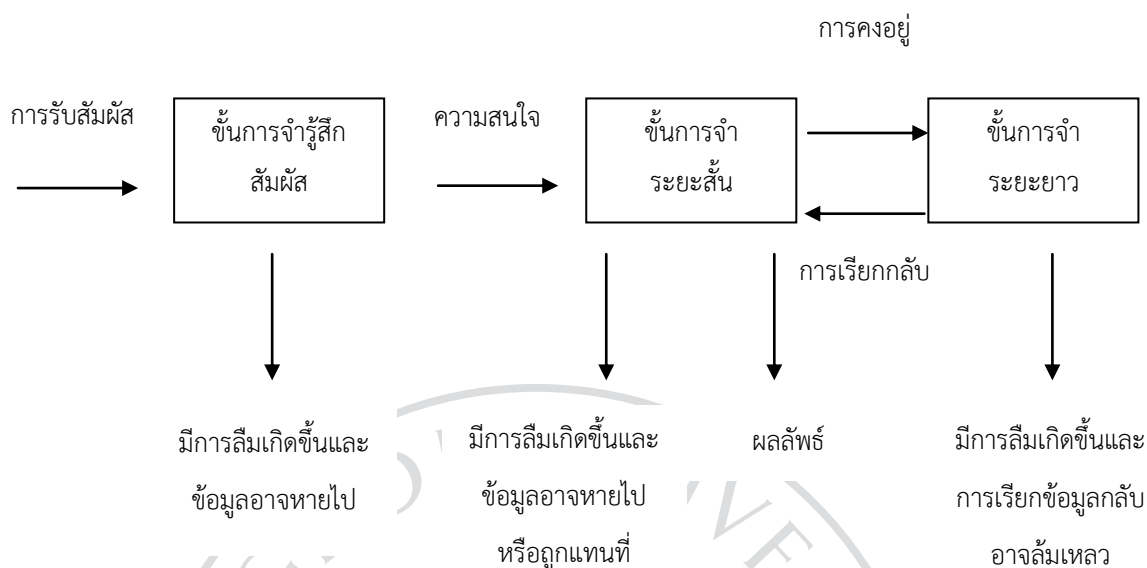 การคงอยู่
การรับสัมผัส
ขั้นการจำรู้สึก
สัมผัส
ความสนใจ
ขั้นการจำ
ระยะสั้น
ขั้นการจำ
ระยะยาว
การเรียกกลับ
มีการลืมเกิดขึ้นและ
ข้อมูลอาจหายไป
มีการลืมเกิดขึ้นและ
ข้อมูลอาจหายไป
หรือถูกแทนที่
ผลลัพธ์
มีการลืมเกิดขึ้นและ
การเรียกข้อมูลกลับ
อาจล้มเหลว